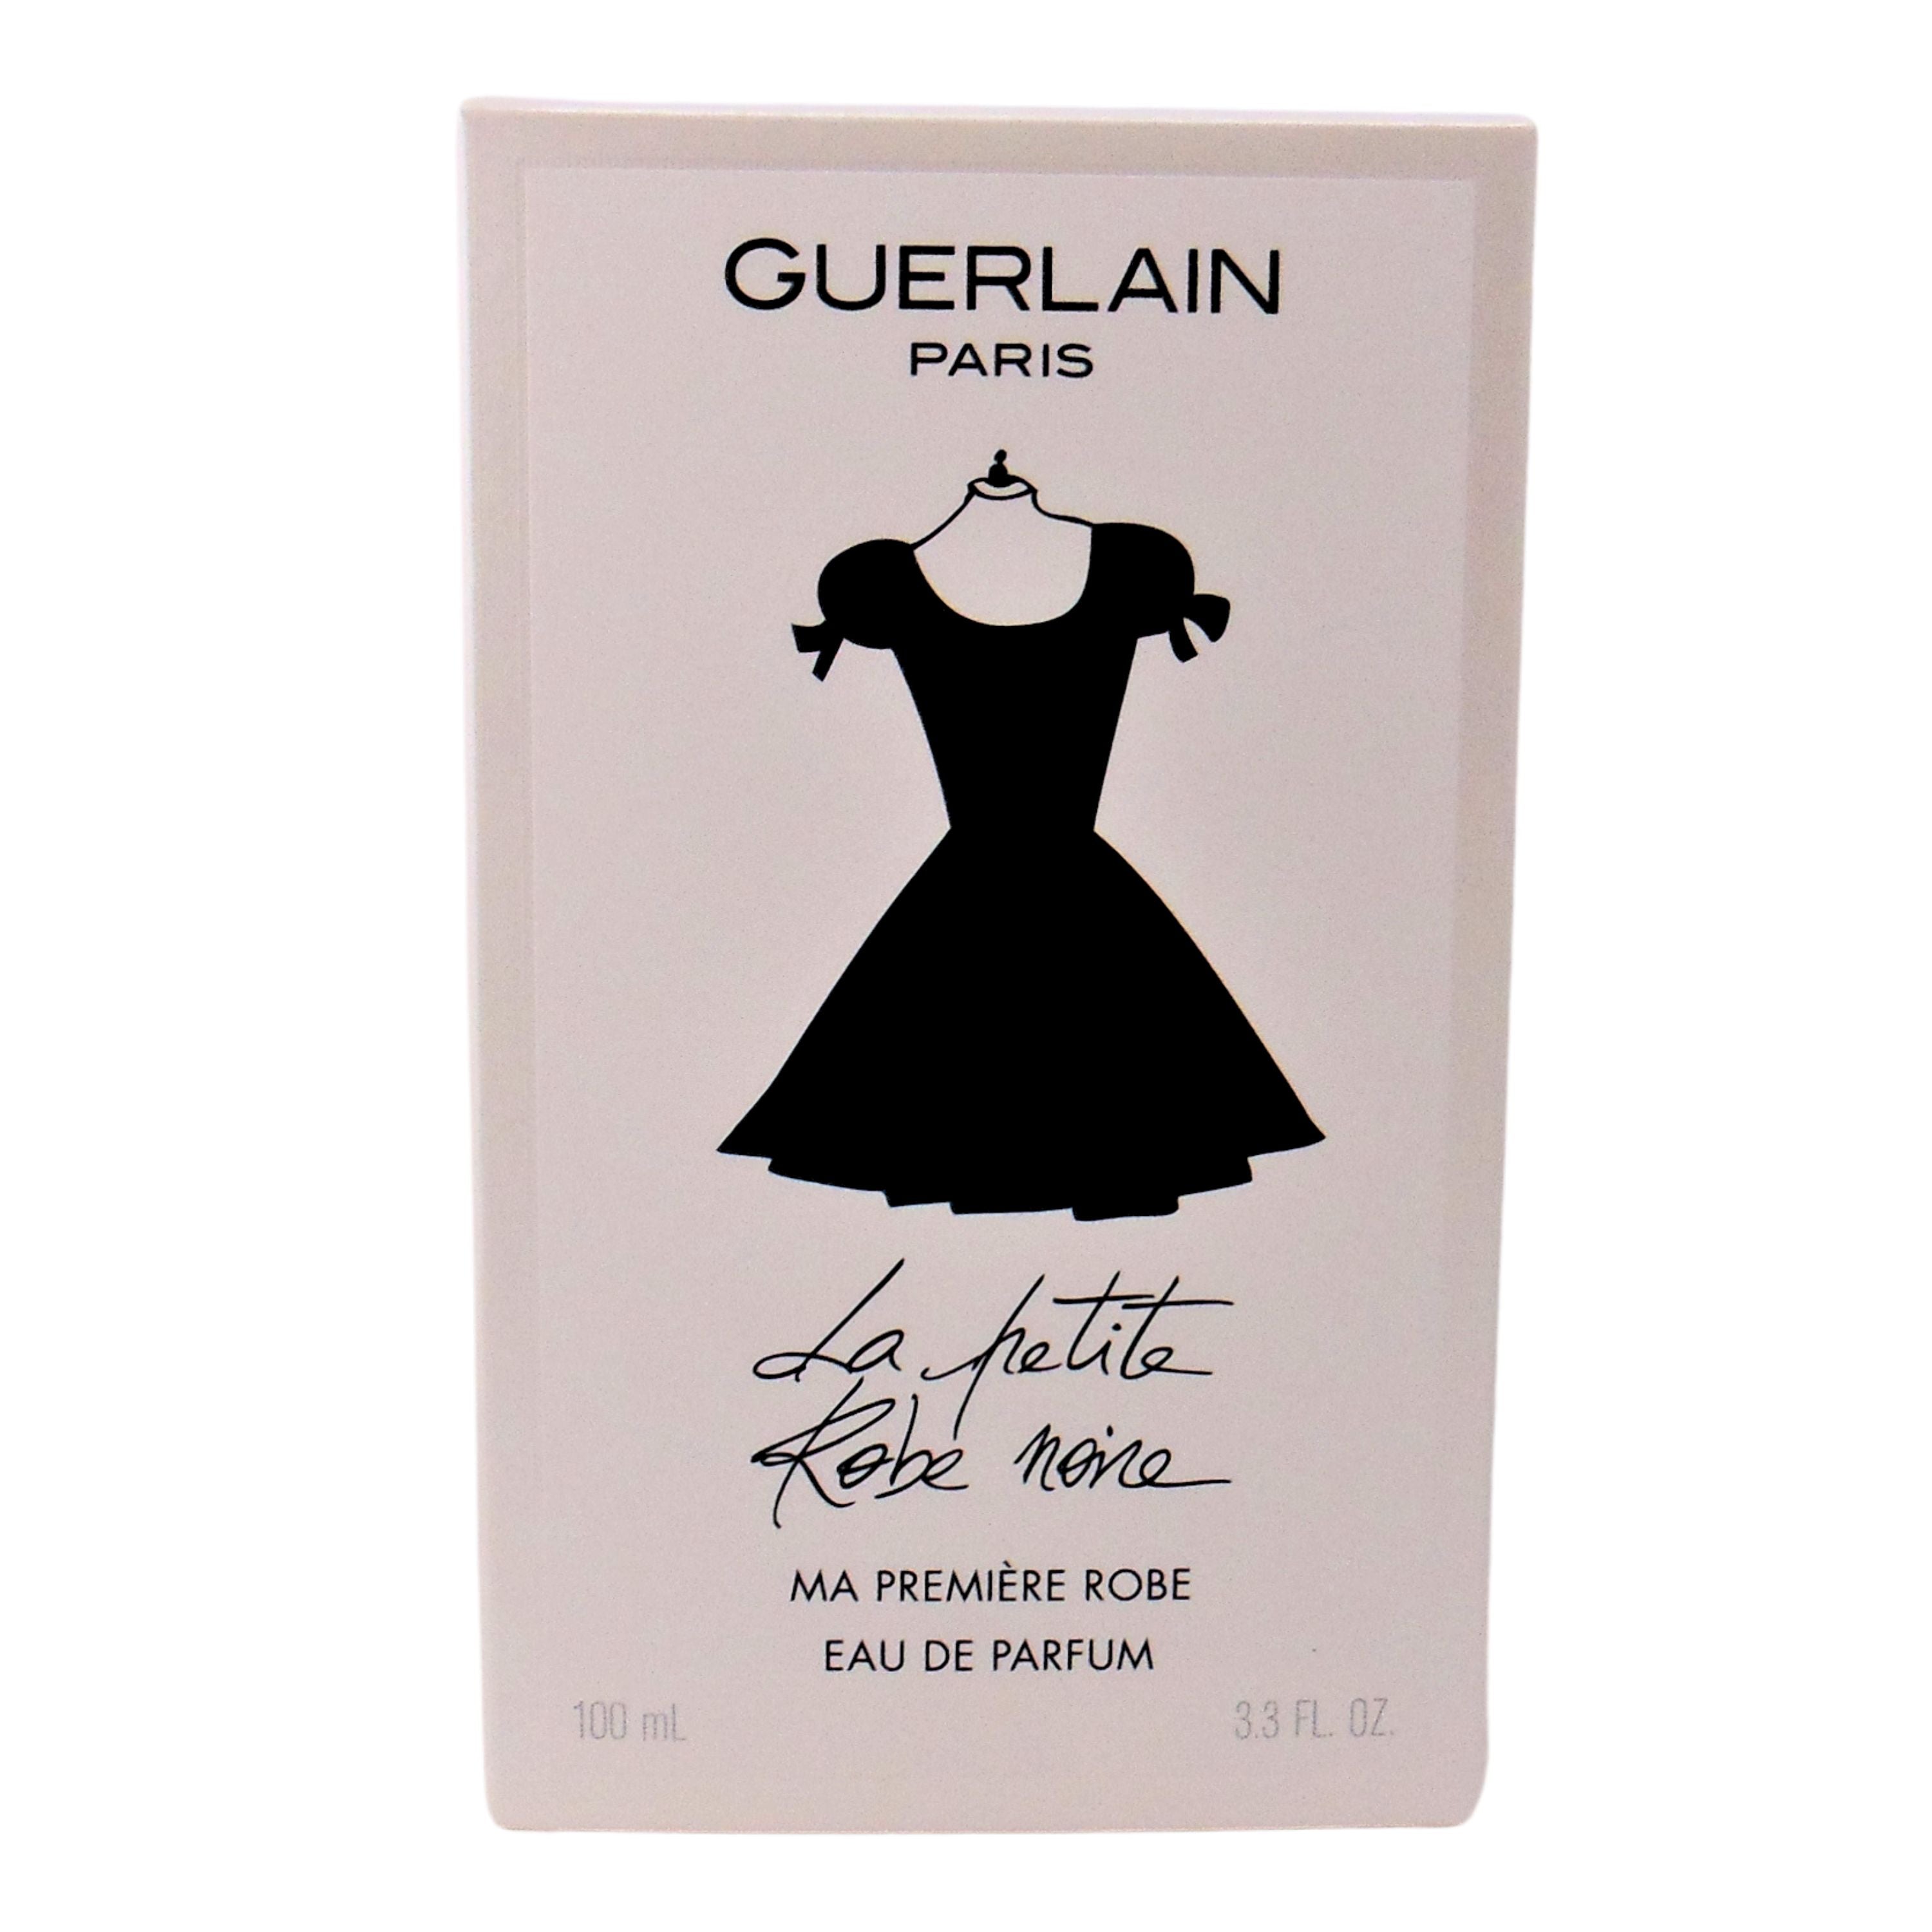 GUERLAIN
PARIS
La petite
Robe noire
MA PREMIÈRE ROBE
EAU DE PARFUM
100 mL
3.3 FL. OZ.